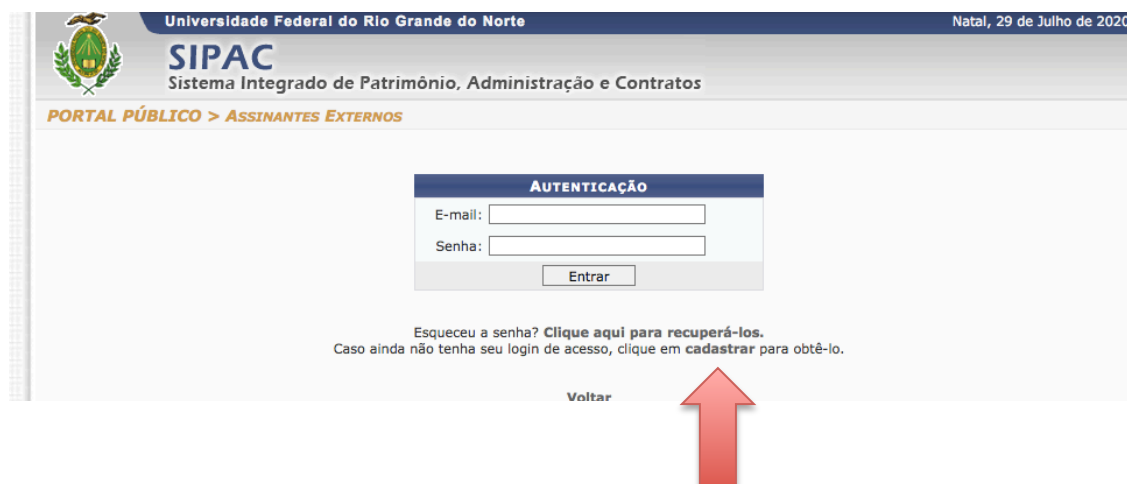 Universidade Federal do Rio Grande do Norte
Natal, 29 de Julho de 2020
SIPAC
Sistema Integrado de Patrimônio, Administração e Contratos
PORTAL PÚBLICO > ASSINANTES EXTERNOS
AUTENTICAÇÃO
E-mail:
Senha:
Entrar
Esqueceu a senha? Clique aqui para recuperá-los.
Caso ainda não tenha seu login de acesso, clique em cadastrar para obtê-lo.
Voltar